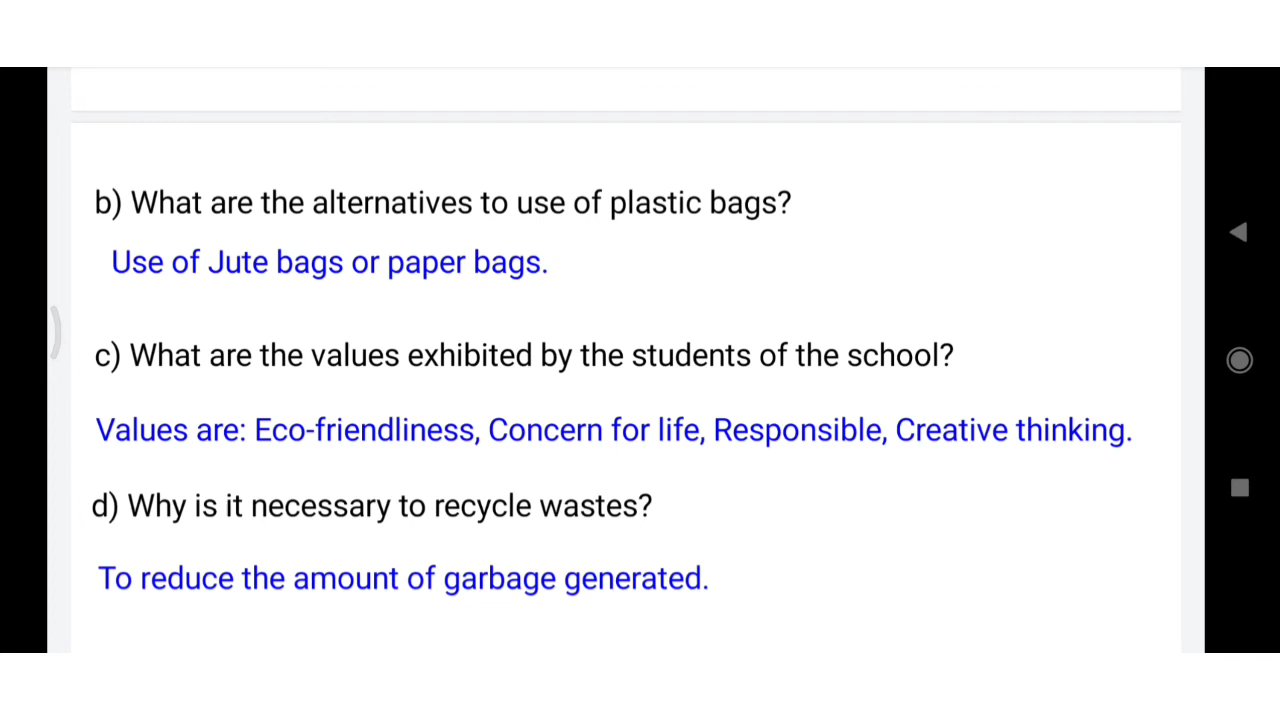 b) What are the alternatives to use of plastic bags?
Use of Jute bags or paper bags.
c) What are the values exhibited by the students of the school?
Values are: Eco-friendliness, Concern for life, Responsible, Creative thinking.
d) Why is it necessary to recycle wastes?
To reduce the amount of garbage generated.